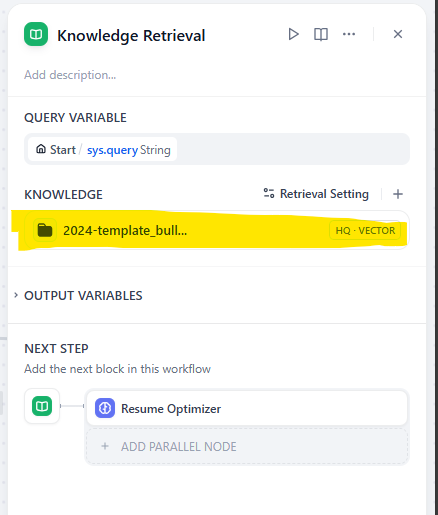 Knowledge Retrieval
Add description...
QUERY VARIABLE
Start / sys.query String
KNOWLEDGE
Retrieval Setting
2024-template_bull...
HQ · VECTOR
OUTPUT VARIABLES
NEXT STEP
Add the next block in this workflow
Resume Optimizer
+ ADD PARALLEL NODE